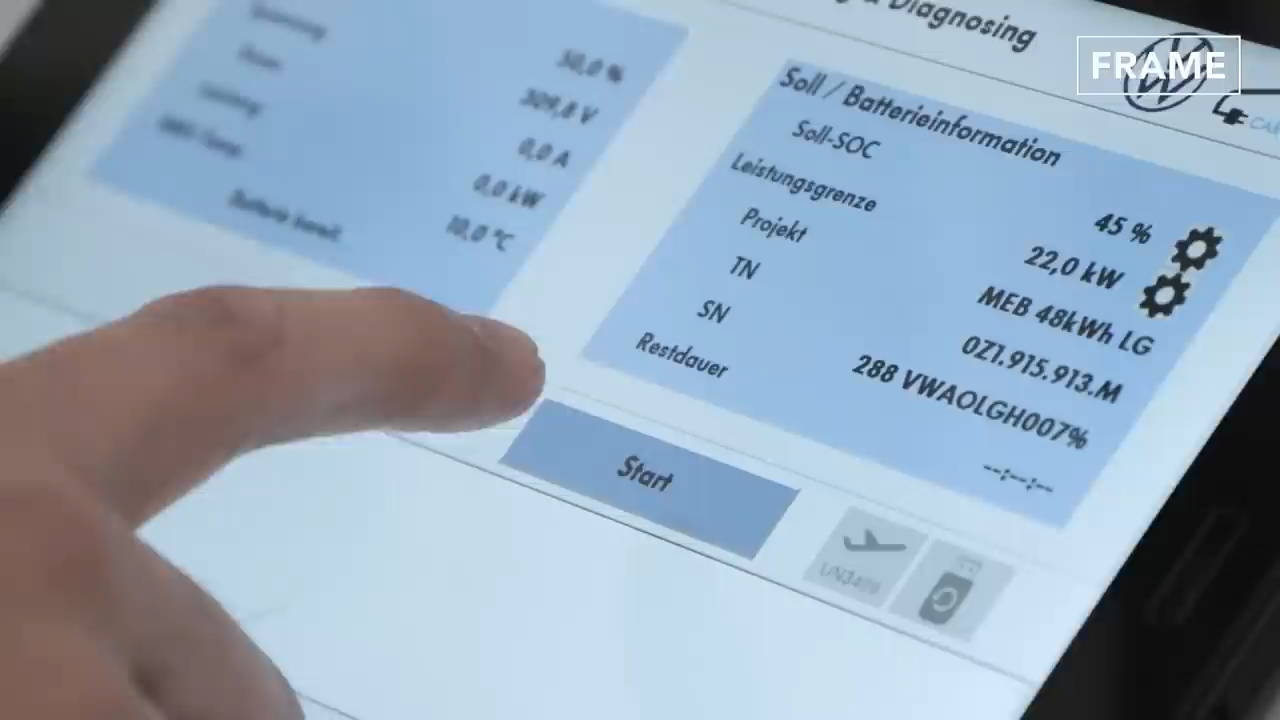 Diagnosing
FRAME
50,0 %
309,8 V
0,0 A
0,0 kW
10,0 °C
Soll / Batterieinformation
Soll-SOC
45 %
Leistungsgrenze
22,0 kW
Projekt
MEB 48kWh LG
TN
0Z1.915.913.M
SN
288 VWAOLGH007%
Restdauer
--:--:--
Start